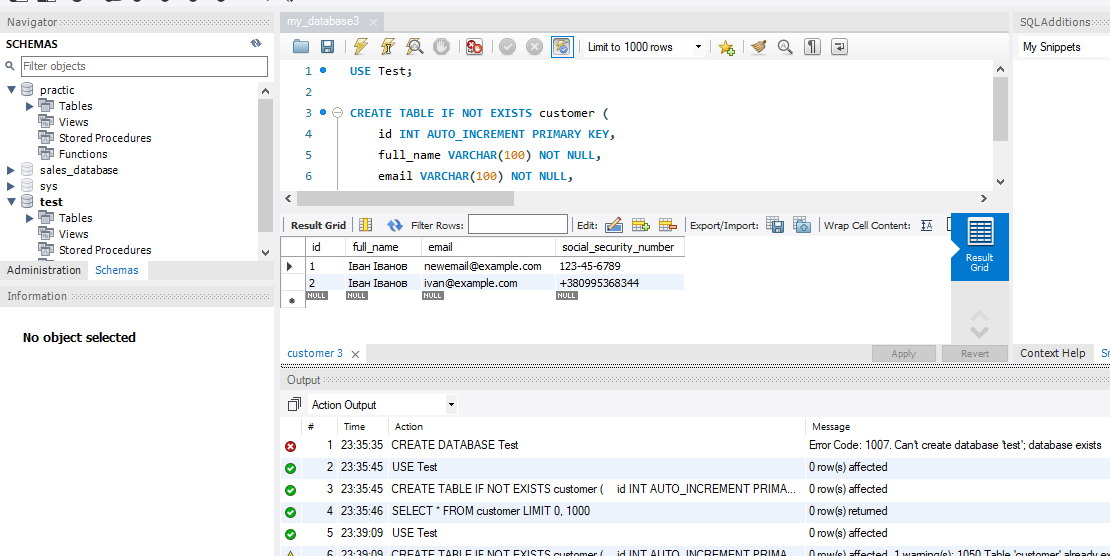 Navigator
my_database3
SQLAdditions
SCHEMAS
Limit to 1000 rows
My Snippets
Filter objects
1 USE Test;
2
3 CREATE TABLE IF NOT EXISTS customer (
4 id INT AUTO_INCREMENT PRIMARY KEY,
5 full_name VARCHAR(100) NOT NULL,
6 email VARCHAR(100) NOT NULL,
practic
Tables
Views
Stored Procedures
Functions
sales_database
sys
test
Tables
Views
Stored Procedures
Administration Schemas
Information
No object selected
Result Grid Filter Rows: Edit: Export/Import: Wrap Cell Content:
Result
Grid
id full_name email social_security_number
1 Іван Іванов newemail@example.com 123-45-6789
2 Іван Іванов ivan@example.com +380995368344
NULL NULL NULL NULL
customer 3
Apply Revert
Context Help
Output
Action Output
# Time Action Message
1 23:35:35 CREATE DATABASE Test Error Code: 1007. Can't create database 'test'; database exists
2 23:35:45 USE Test 0 row(s) affected
3 23:35:45 CREATE TABLE IF NOT EXISTS customer ( id INT AUTO_INCREMENT PRIMA... 0 row(s) affected
4 23:35:46 SELECT * FROM customer LIMIT 0, 1000 0 row(s) returned
5 23:39:09 USE Test 0 row(s) affected
6 23:39:09 CREATE TABLE IF NOT EXISTS customer ( id INT AUTO_INCREMENT PRIMA... 0 row(s) affected, 1 warning(s): 1050 Table 'customer' already